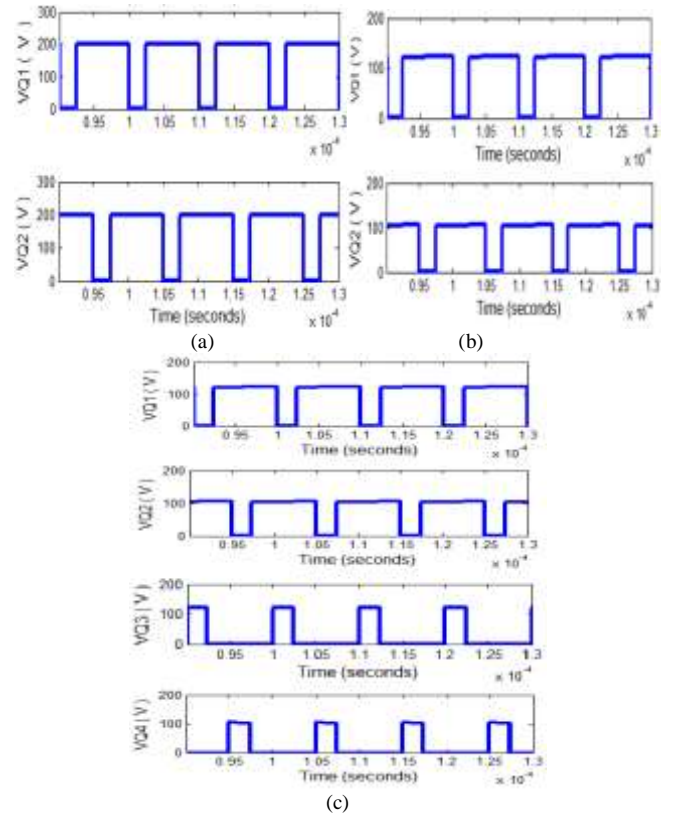 300
200
100
0
VQ1 ( V)
0.95 1 1.05 1.1 1.15 1.2 1.25 1.3
x 10⁻⁴
300
200
100
0
VQ2 ( V )
0.95 1 1.05 1.1 1.15 1.2 1.25 1.3
Time (seconds)
x 10⁻⁴
(a)
200
100
0
VQ1 ( V )
0.95 1 1.05 1.1 1.15 1.2 1.25 1.3
Time (seconds)
x 10⁻⁴
200
100
0
VQ2 ( V )
0.95 1 1.05 1.1 1.15 1.2 1.25 1.3
Time (seconds)
x 10⁻⁴
(b)
200
100
0
VQ1 ( V )
0.95 1 1.05 1.1 1.15 1.2 1.25 1.3
Time (seconds)
x 10⁻⁴
200
100
0
VQ2 ( V )
0.95 1 1.05 1.1 1.15 1.2 1.25 1.3
Time (seconds)
x 10⁻⁴
200
100
0
VQ3 ( V )
0.95 1 1.05 1.1 1.15 1.2 1.25 1.3
Time (seconds)
x 10⁻⁴
200
100
0
VQ4 ( V )
0.95 1 1.05 1.1 1.15 1.2 1.25 1.3
Time (seconds)
x 10⁻⁴
(c)